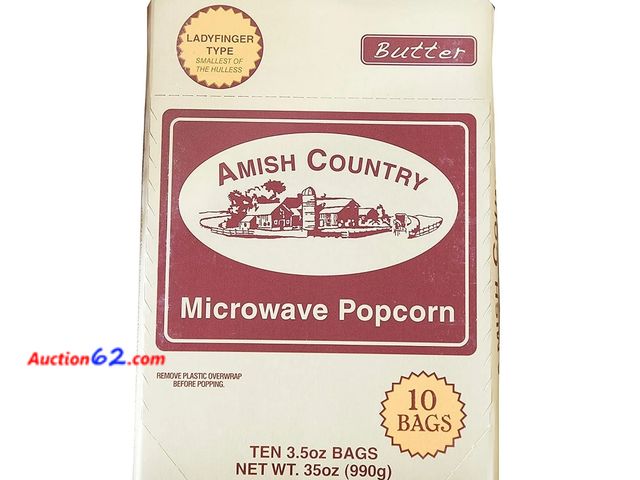 LADYFINGER
TYPE
SMALLEST OF
THE HULLESS
Butter
AMISH COUNTRY
Microwave Popcorn
Auction62.com
REMOVE PLASTIC OVERWRAP
BEFORE POPPING.
10
BAGS
TEN 3.5oz BAGS
NET WT. 35oz (990g)